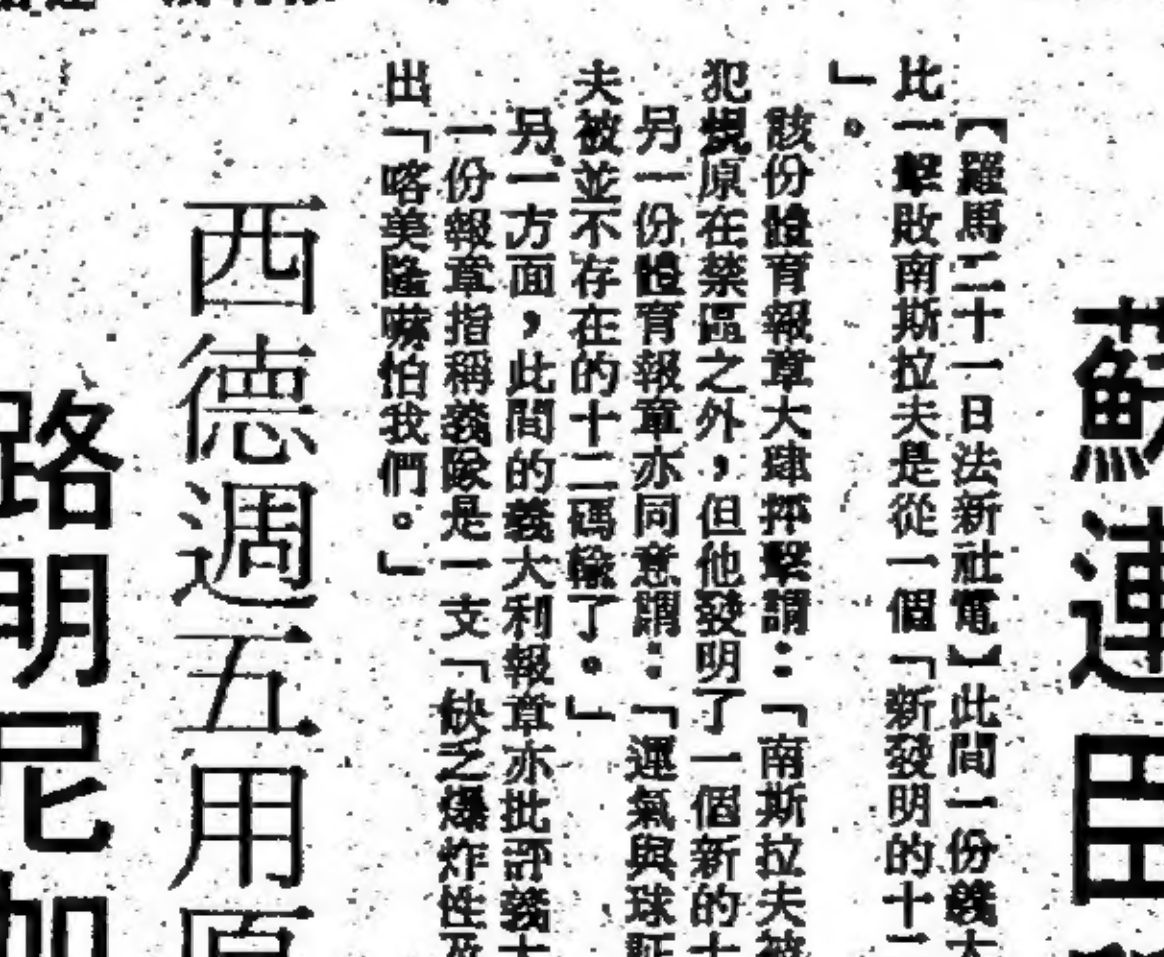 蘇連
【羅馬二十一日法新社電】此間一份義大
比一擊敗南斯拉夫是從一個「新發明的十二
」。
該份體育報章大肆抨擊謂：「南斯拉夫被
犯規原在禁區之外，但他發明了一個新的十
另一份體育報章亦同意謂：「運氣與球証
夫被並不存在的十二碼輸了。」
另一方面，此間的義大利報章亦批評義大
一份報章指稱義隊是一支「缺乏爆炸性及
出「喀美隆嚇怕我們。」
西德週五用原
路明尼加